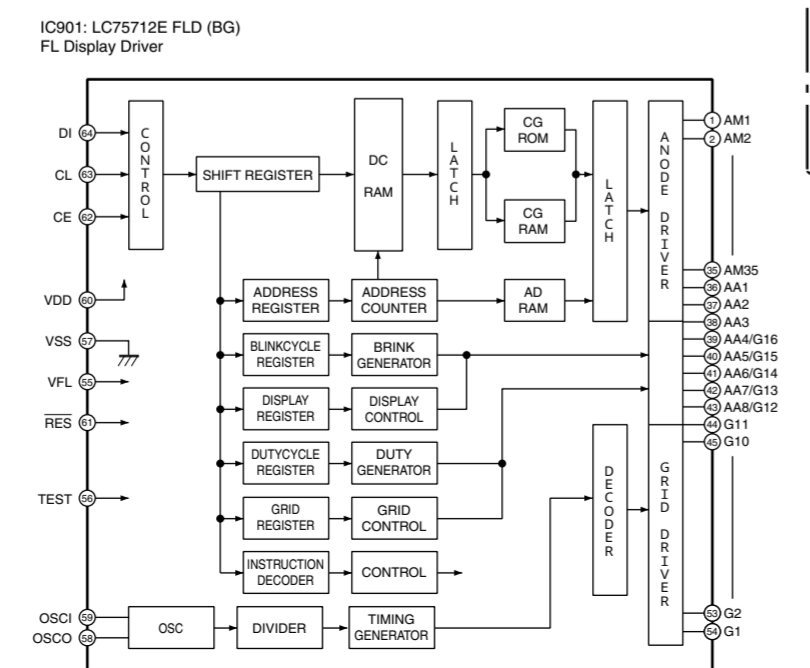 IC901: LC75712E FLD (BG)
FL Display Driver
DI 64
CL 63
CE 62
VDD 60
VSS 57
VFL 55
RES 61
TEST 56
OSCI 59
OSCO 58
CONTROL
SHIFT REGISTER
DC
RAM
LATCH
CG
ROM
CG
RAM
LATCH
ANODE DRIVER
ADDRESS
REGISTER
ADDRESS
COUNTER
AD
RAM
BLINKCYCLE
REGISTER
BRINK
GENERATOR
DISPLAY
REGISTER
DISPLAY
CONTROL
DUTYCYCLE
REGISTER
DUTY
GENERATOR
GRID
REGISTER
GRID
CONTROL
INSTRUCTION
DECODER
CONTROL
OSC
DIVIDER
TIMING
GENERATOR
DECODER
GRID DRIVER
1 AM1
2 AM2
35 AM35
36 AA1
37 AA2
38 AA3
39 AA4/G16
40 AA5/G15
41 AA6/G14
42 AA7/G13
43 AA8/G12
44 G11
45 G10
53 G2
54 G1